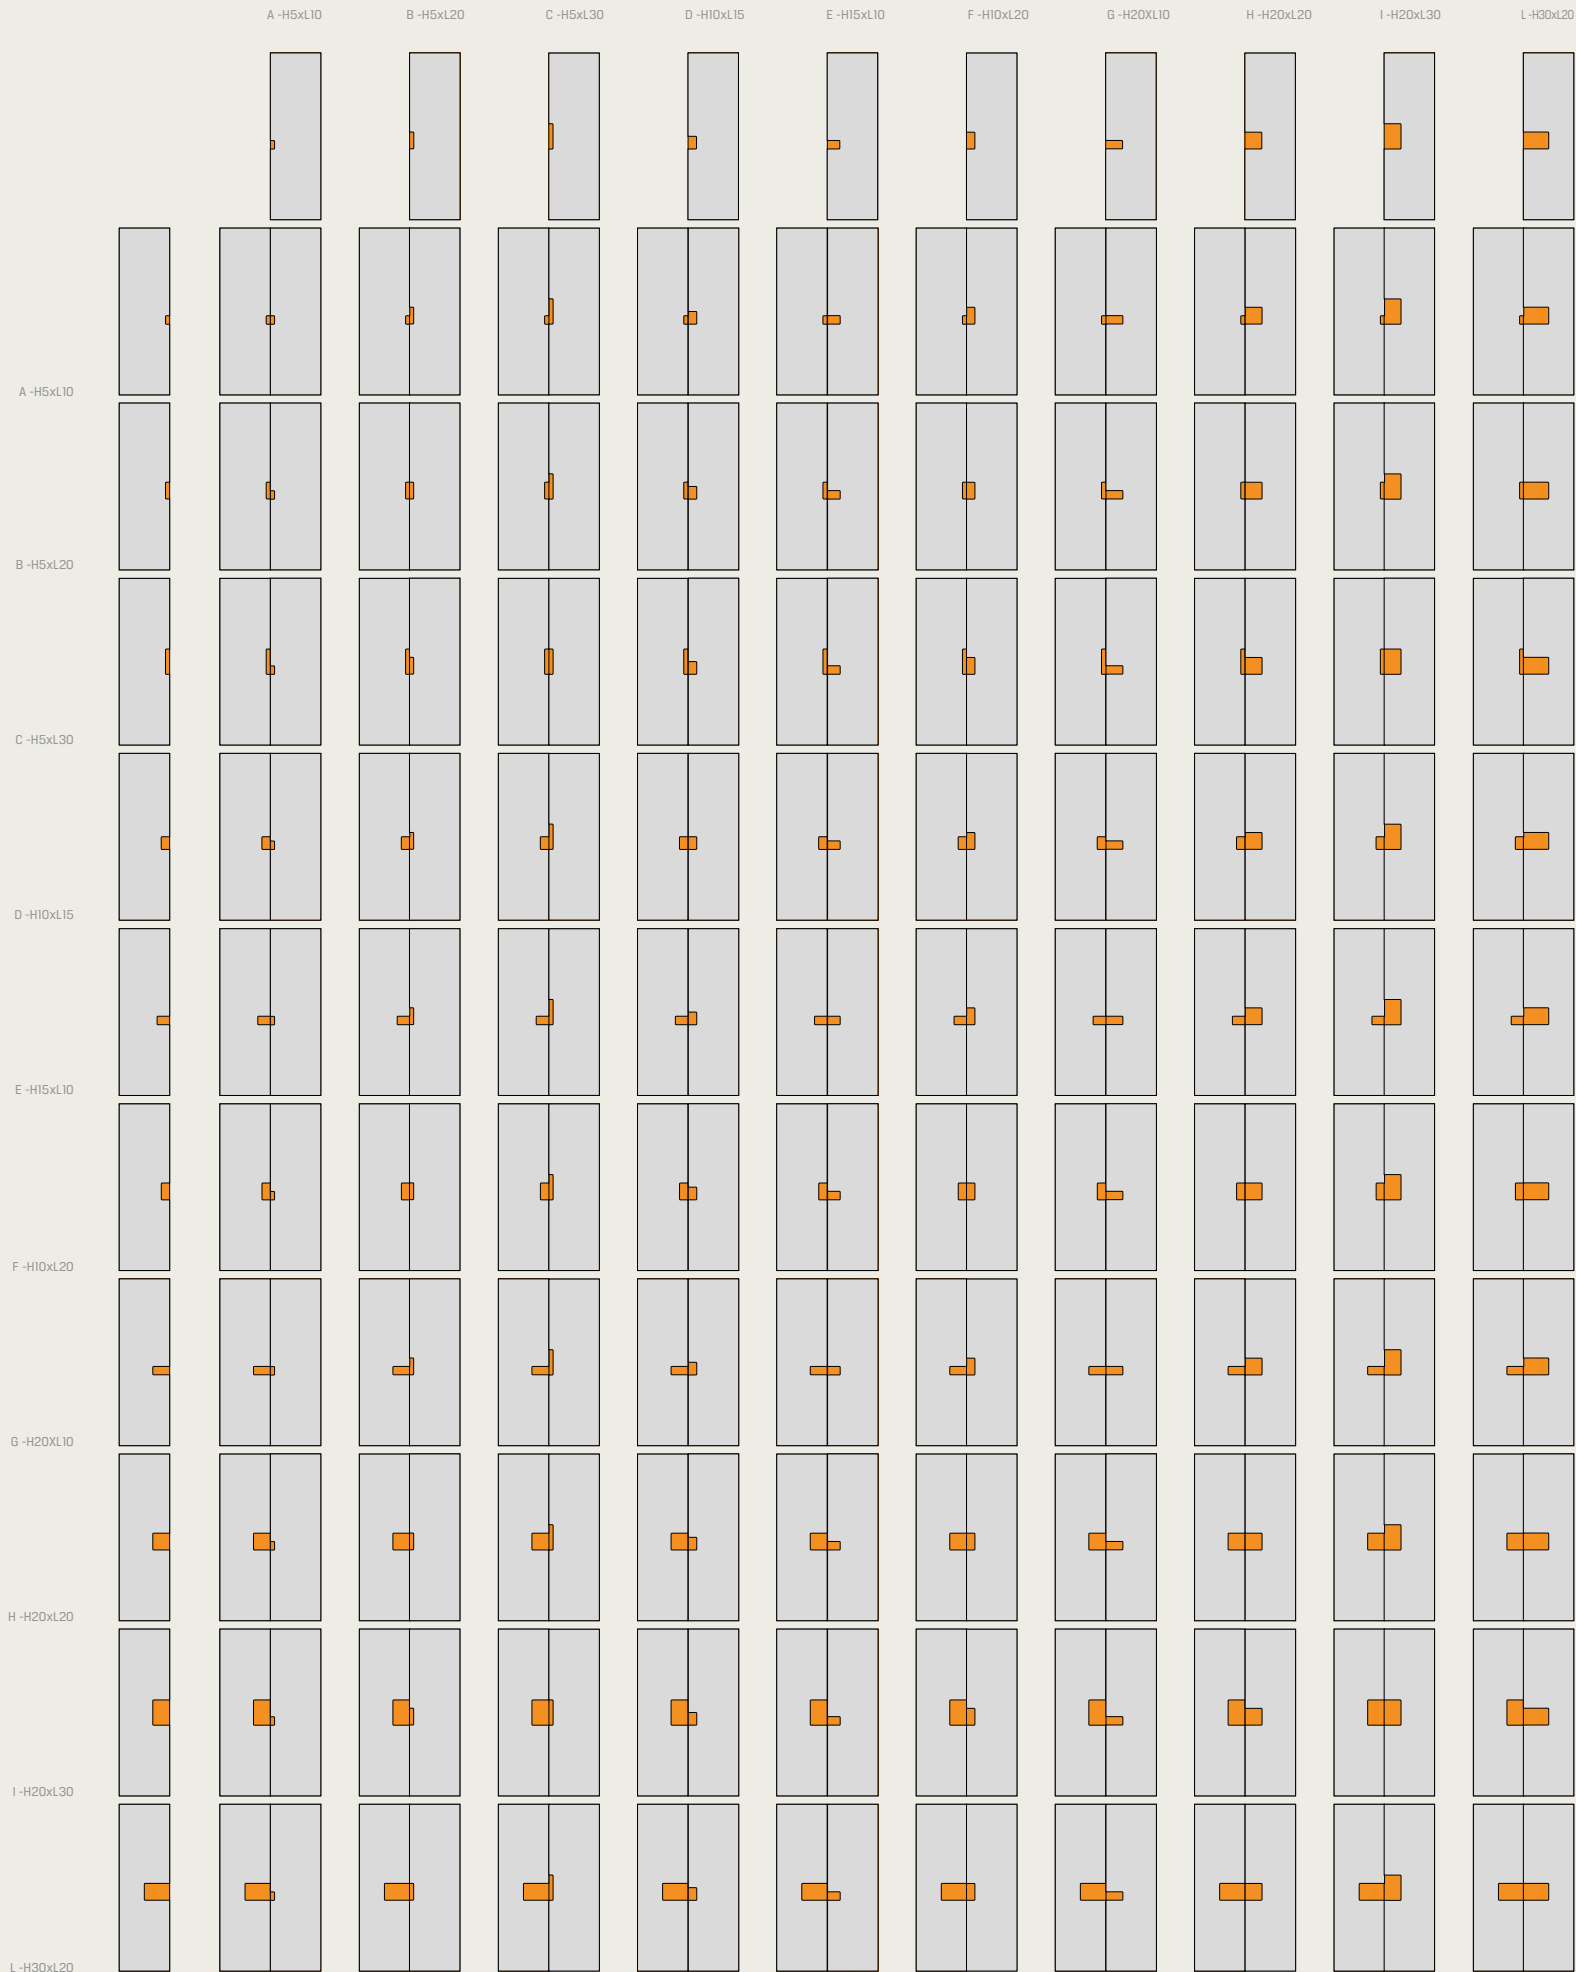 A -H5xL10 B -H5xL20 C -H5xL30 D -H10xL15 E -H15xL10 F -H10xL20 G -H20XL10 H -H20xL20 I -H20xL30 L -H30xL20
A -H5xL10
B -H5xL20
C -H5xL30
D -H10xL15
E -H15xL10
F -H10xL20
G -H20XL10
H -H20xL20
I -H20xL30
L -H30xL20